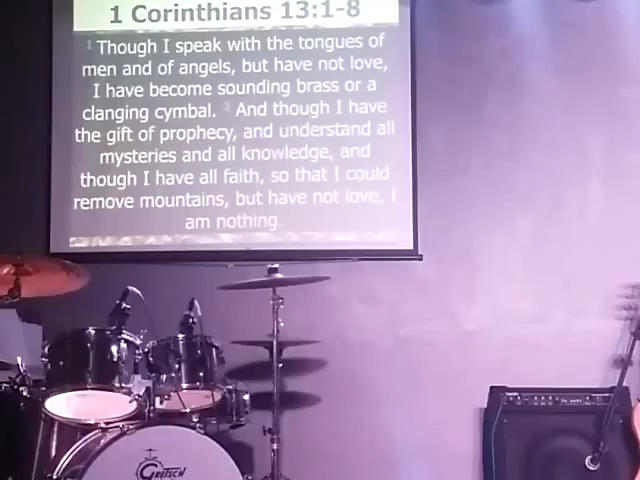 1 Corinthians 13:1-8
1 Though I speak with the tongues of
men and of angels, but have not love,
I have become sounding brass or a
clanging cymbal. 2 And though I have
the gift of prophecy, and understand all
mysteries and all knowledge, and
though I have all faith, so that I could
remove mountains, but have not love, I
am nothing.
GRETSCH